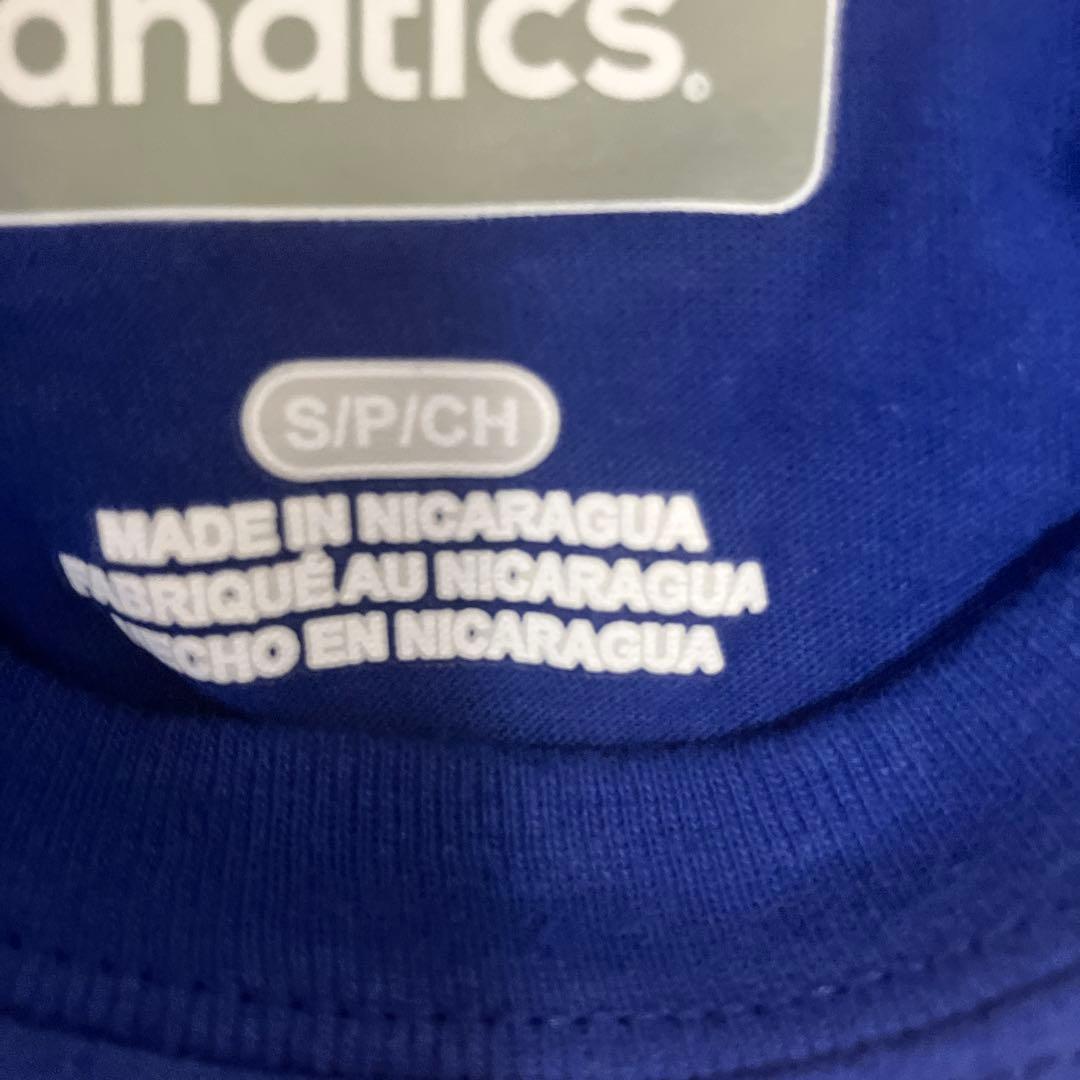 anatics.
S/P/CH
MADE IN NICARAGUA
FABRIQUÉ AU NICARAGUA
HECHO EN NICARAGUA